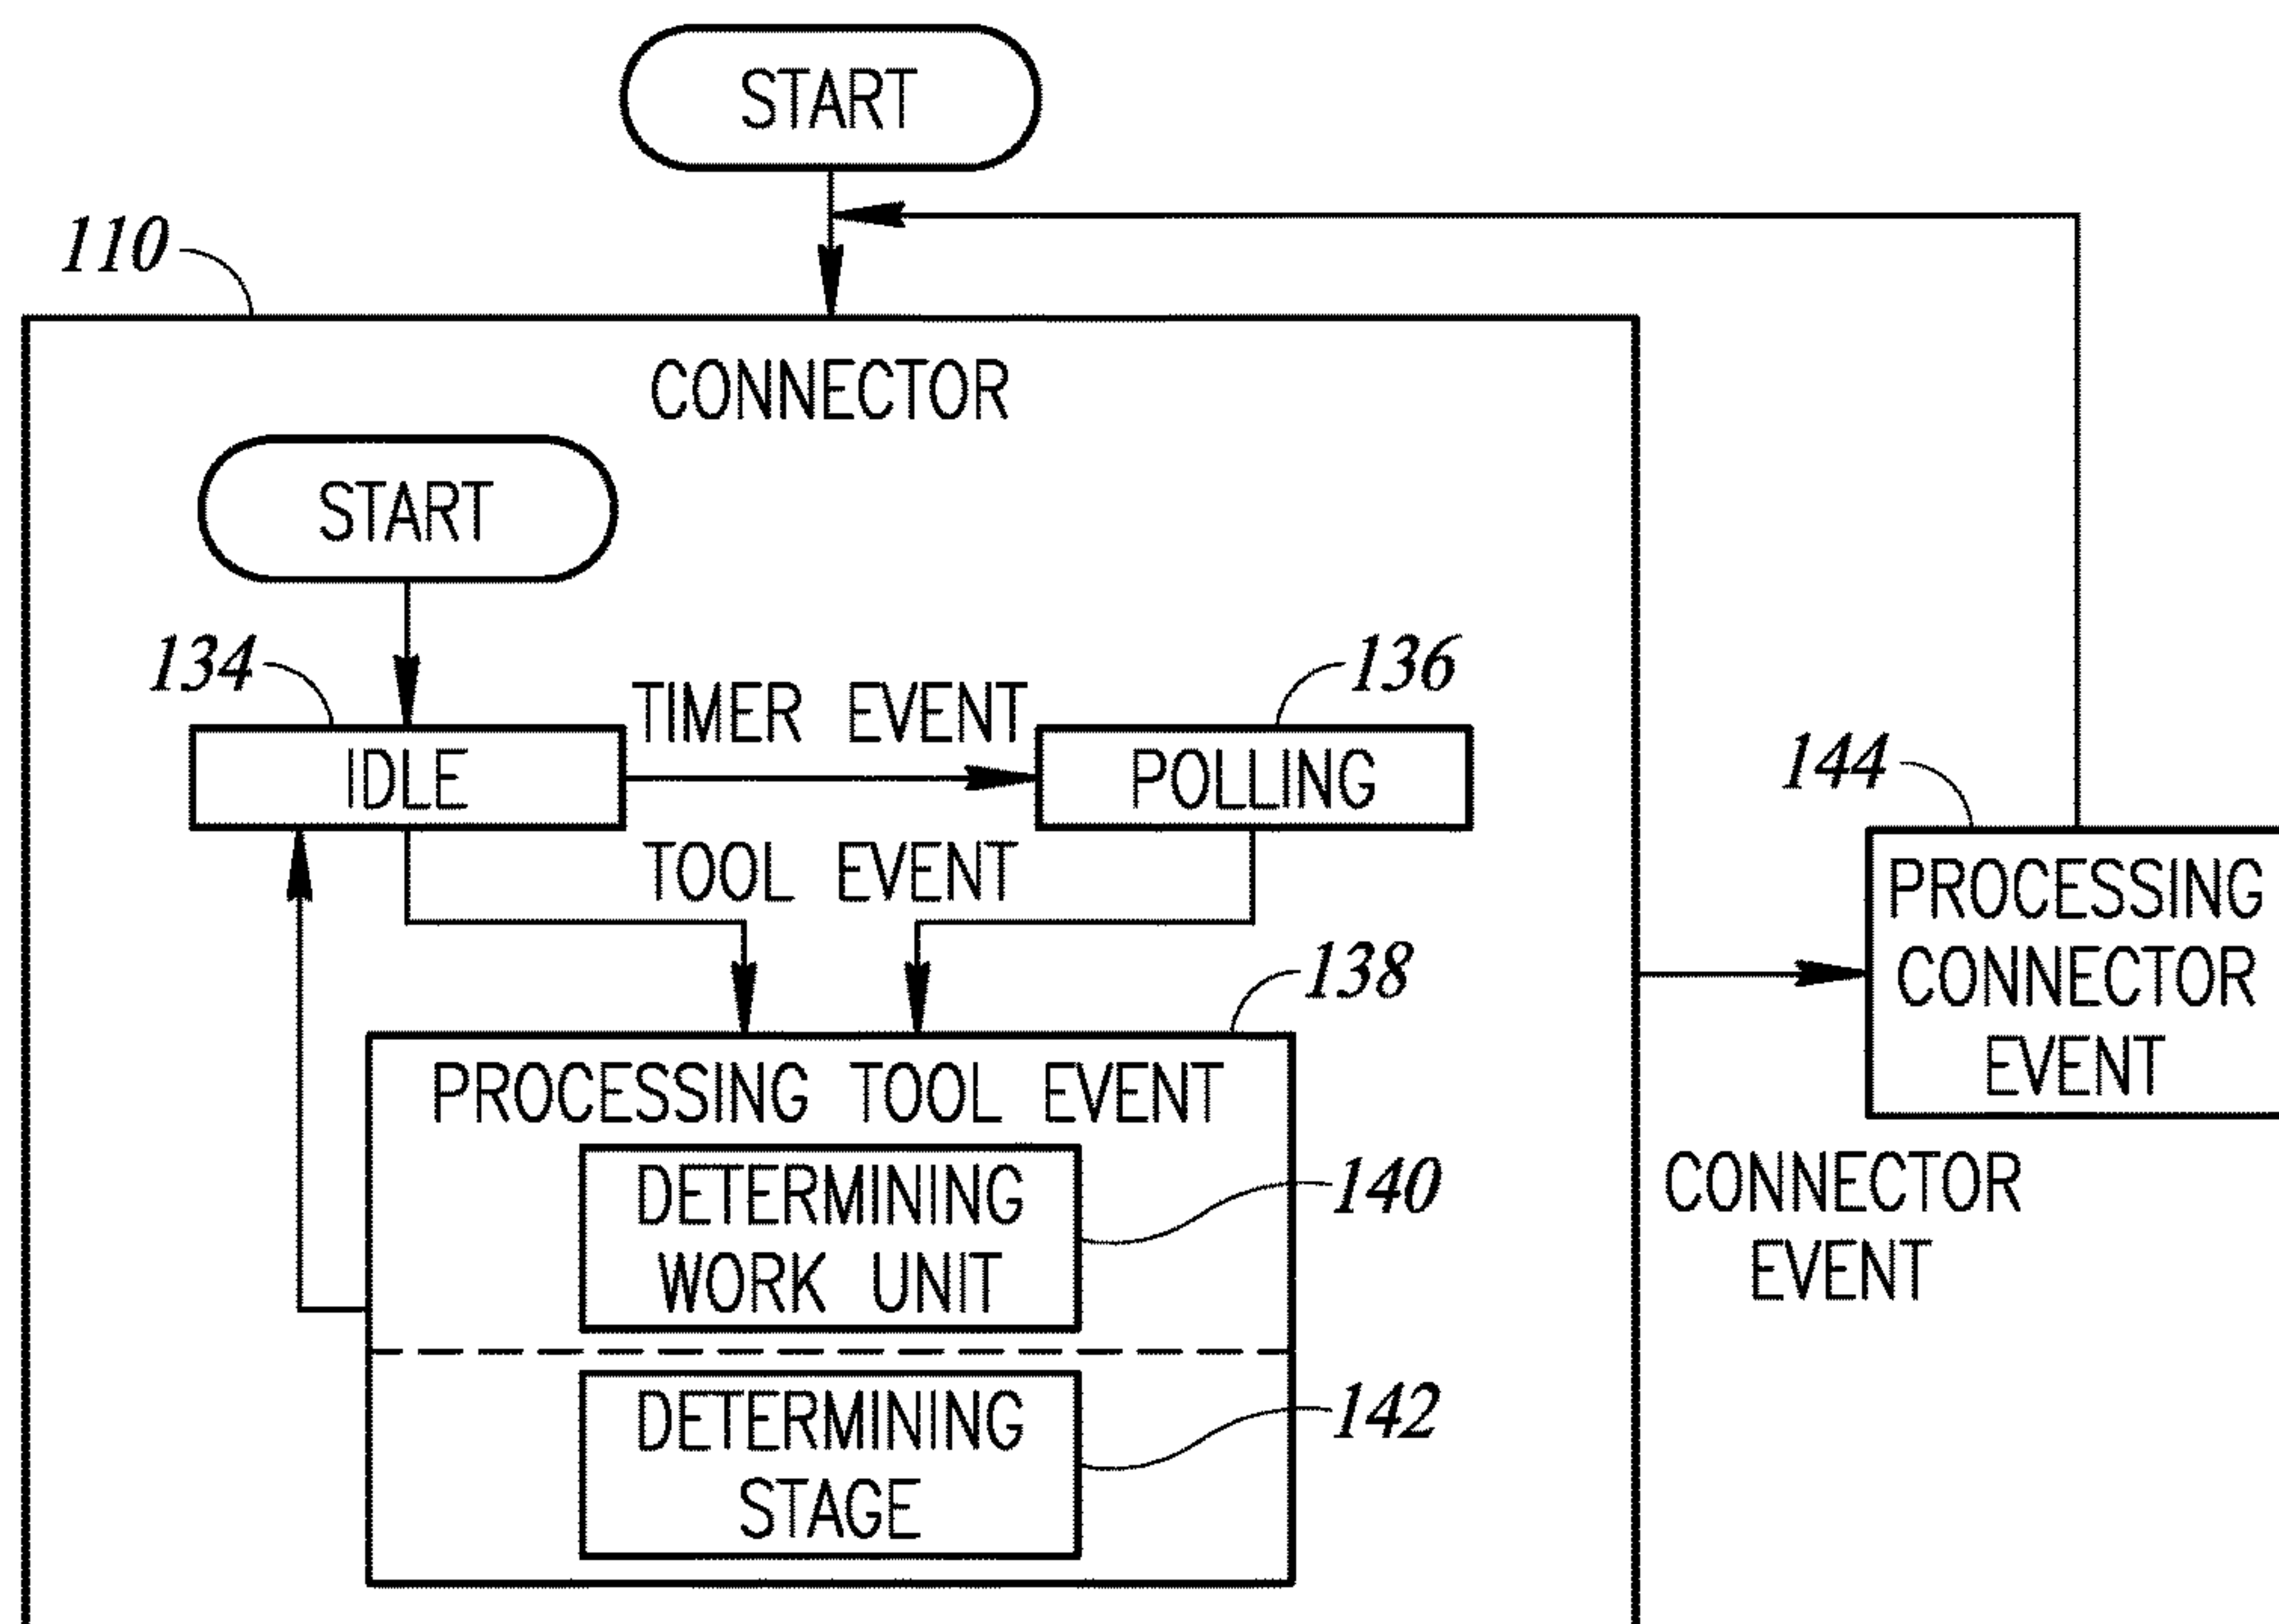 START
110
CONNECTOR
START
134
TIMER EVENT
136
IDLE
POLLING
144
TOOL EVENT
PROCESSING
CONNECTOR
EVENT
138
PROCESSING TOOL EVENT
DETERMINING
WORK UNIT
140
CONNECTOR
EVENT
DETERMINING
STAGE
142